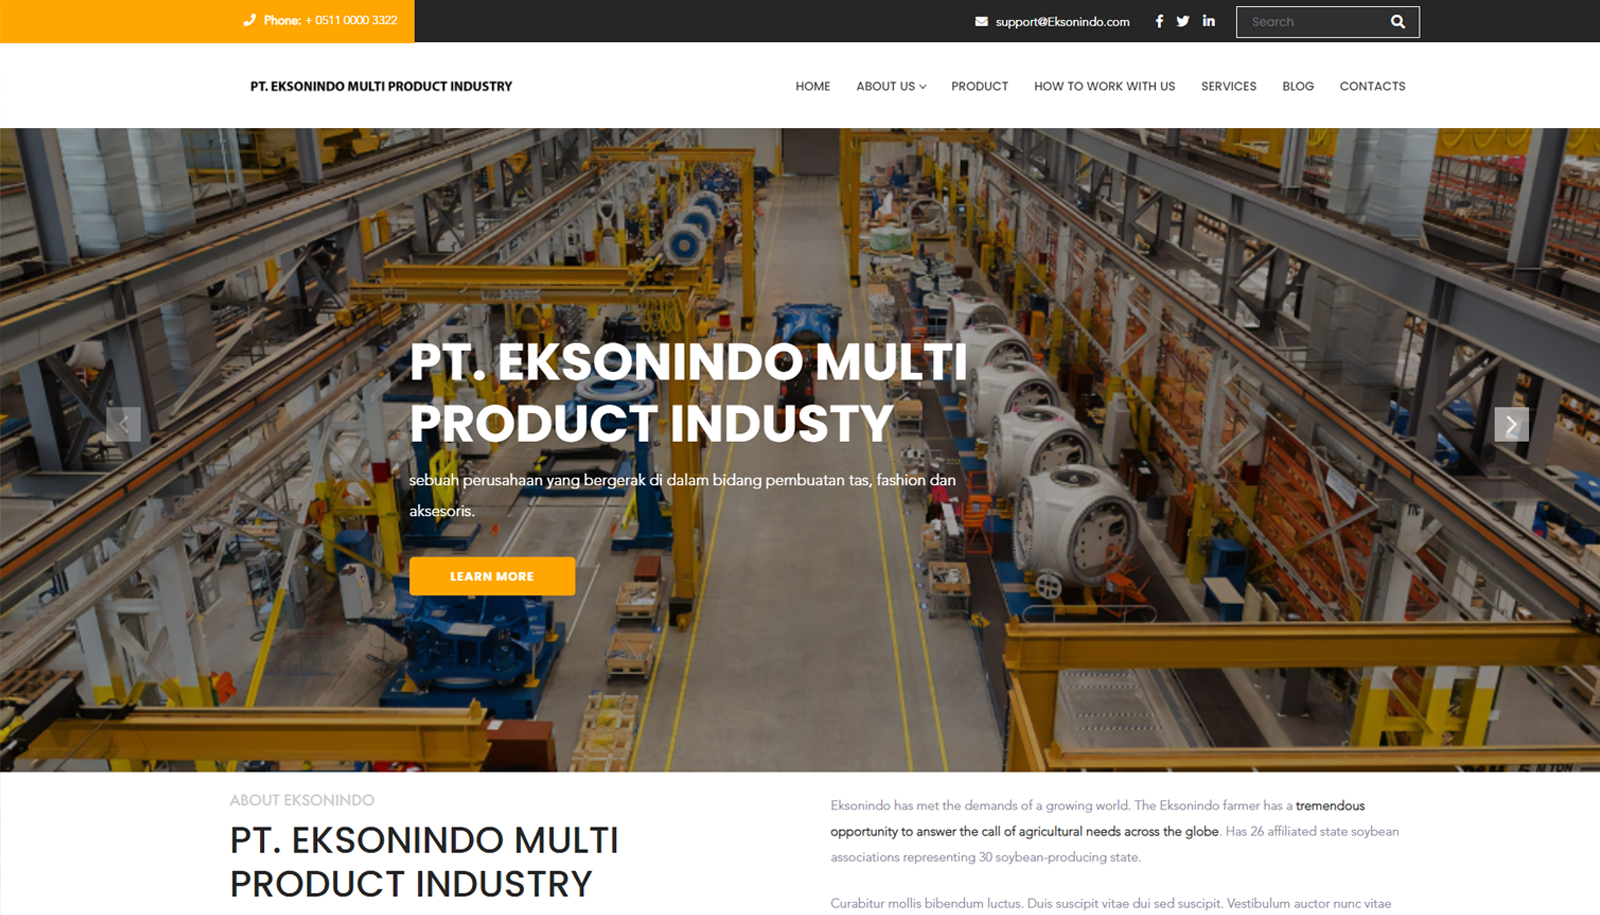 Phone: + 0511 0000 3322
support@Eksonindo.com
Search
PT. EKSONINDO MULTI PRODUCT INDUSTRY
HOME
ABOUT US
PRODUCT
HOW TO WORK WITH US
SERVICES
BLOG
CONTACTS
PT. EKSONINDO MULTI
PRODUCT INDUSTY
sebuah perusahaan yang bergerak di dalam bidang pembuatan tas, fashion dan
aksesoris.
LEARN MORE
ABOUT EKSONINDO
PT. EKSONINDO MULTI
PRODUCT INDUSTRY
Eksonindo has met the demands of a growing world. The Eksonindo farmer has a tremendous
opportunity to answer the call of agricultural needs across the globe. Has 26 affiliated state soybean
associations representing 30 soybean-producing state.
Curabitur mollis bibendum luctus. Duis suscipit vitae dui sed suscipit. Vestibulum auctor nunc vitae